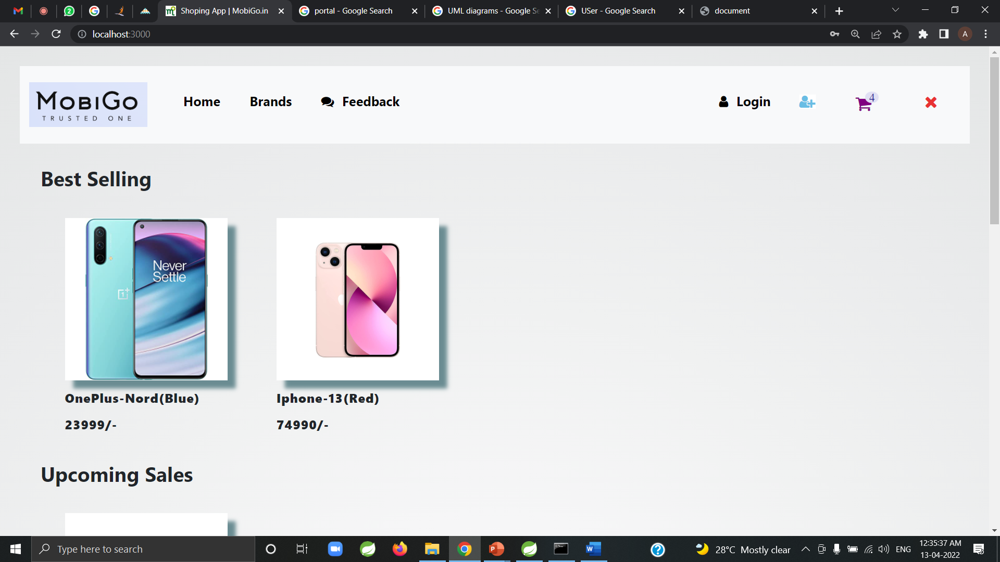 Shoping App | MobiGo.in
portal - Google Search
UML diagrams - Google Se
USer - Google Search
document
localhost:3000
A
MOBIGO
TRUSTED ONE
Home
Brands
Feedback
Login
4
Best Selling
Never
Settle
OnePlus-Nord(Blue)
Iphone-13(Red)
23999/-
74990/-
Upcoming Sales
Type here to search
28°C Mostly clear
ENG
12:35:37 AM
13-04-2022